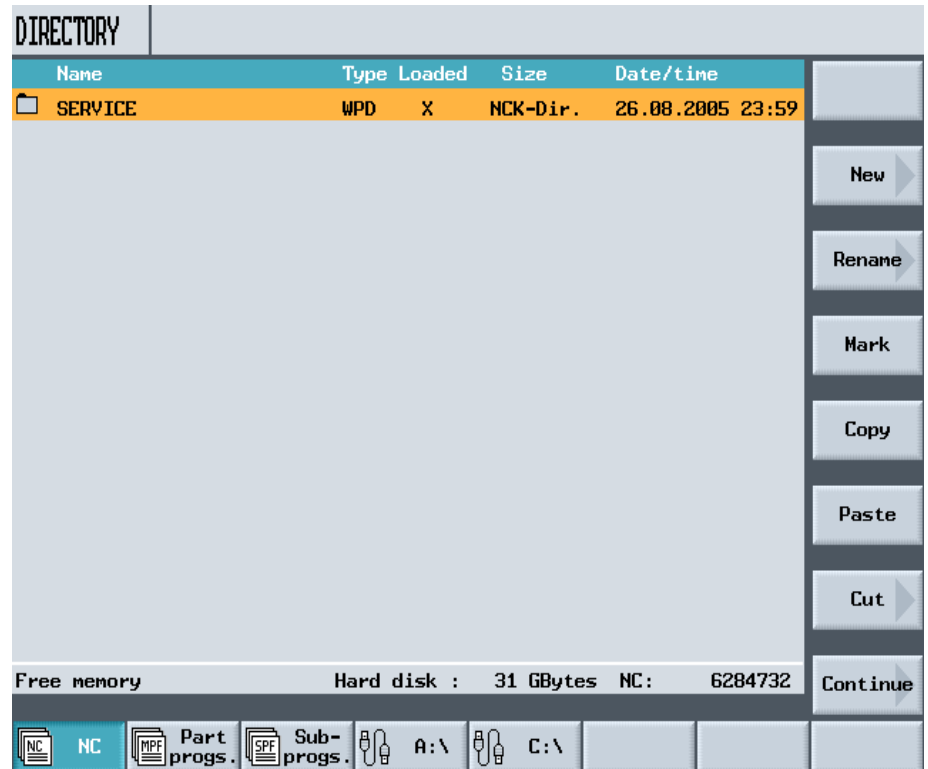 DIRECTORY
Name Type Loaded Size Date/time
SERVICE WPD X NCK-Dir. 26.08.2005 23:59
New
Rename
Mark
Copy
Paste
Cut
Continue
Free memory Hard disk : 31 GBytes NC: 6284732
NC NC
MPF Part
progs.
SPF Sub-
progs.
A:\
C:\